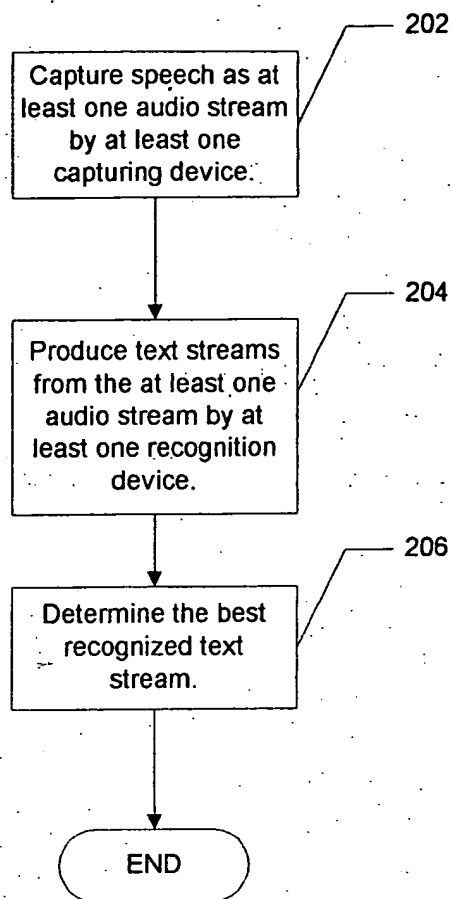 202
Capture speech as at
least one audio stream
by at least one
capturing device.
204
Produce text streams
from the at least one
audio stream by at
least one recognition
device.
206
Determine the best
recognized text
stream.
END